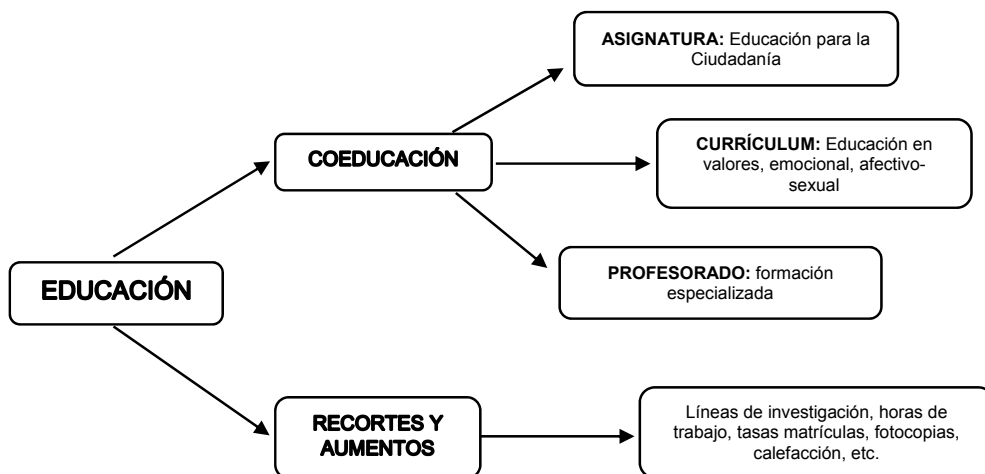 ASIGNATURA: Educación para la
Ciudadanía
COEDUCACIÓN
CURRÍCULUM: Educación en
valores, emocional, afectivo-
sexual
EDUCACIÓN
PROFESORADO: formación
especializada
RECORTES Y
AUMENTOS
Líneas de investigación, horas de
trabajo, tasas matrículas, fotocopias,
calefacción, etc.